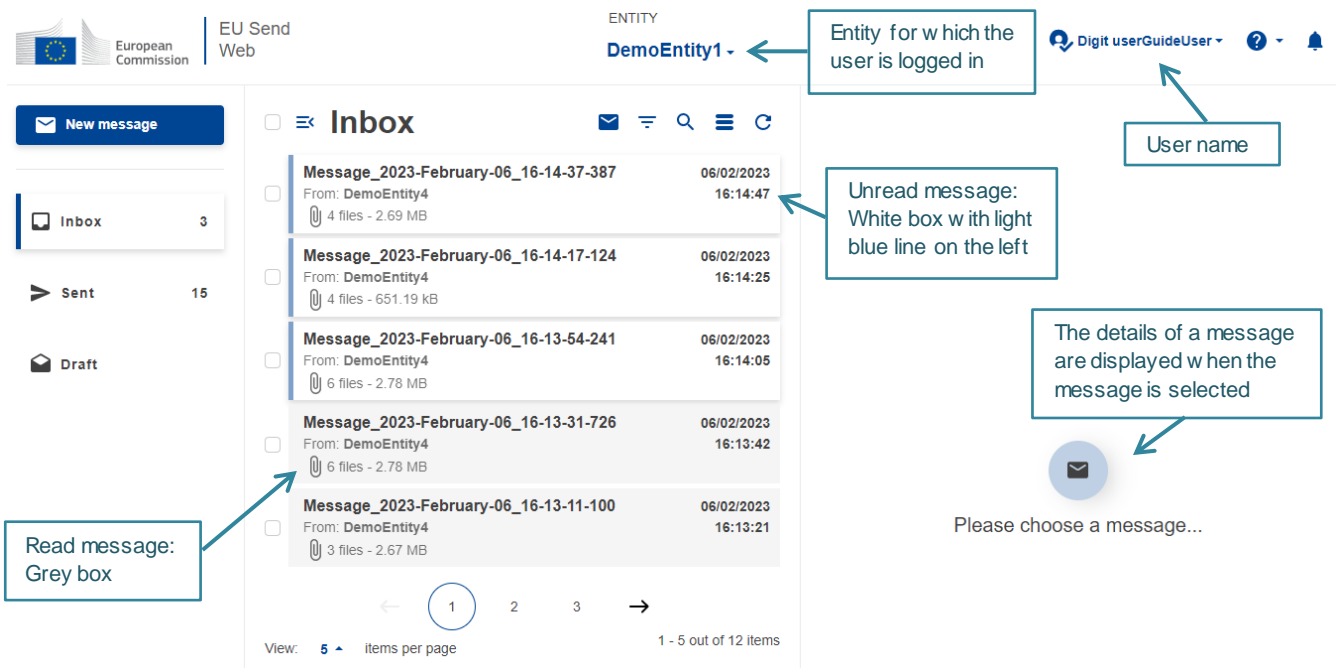 European
Commission
EU Send
Web
ENTITY
DemoEntity1
Entity for which the
user is logged in
Digit userGuideUser
?
User name
New message
Inbox 3
Sent 15
Draft
Inbox
Message_2023-February-06_16-14-37-387 06/02/2023
From: DemoEntity4 16:14:47
4 files - 2.69 MB
Message_2023-February-06_16-14-17-124 06/02/2023
From: DemoEntity4 16:14:25
4 files - 651.19 kB
Message_2023-February-06_16-13-54-241 06/02/2023
From: DemoEntity4 16:14:05
6 files - 2.78 MB
Message_2023-February-06_16-13-31-726 06/02/2023
From: DemoEntity4 16:13:42
6 files - 2.78 MB
Message_2023-February-06_16-13-11-100 06/02/2023
From: DemoEntity4 16:13:21
3 files - 2.67 MB
1 2 3
View: 5 items per page
1 - 5 out of 12 items
Unread message:
White box with light
blue line on the left
The details of a message
are displayed when the
message is selected
Please choose a message...
Read message:
Grey box